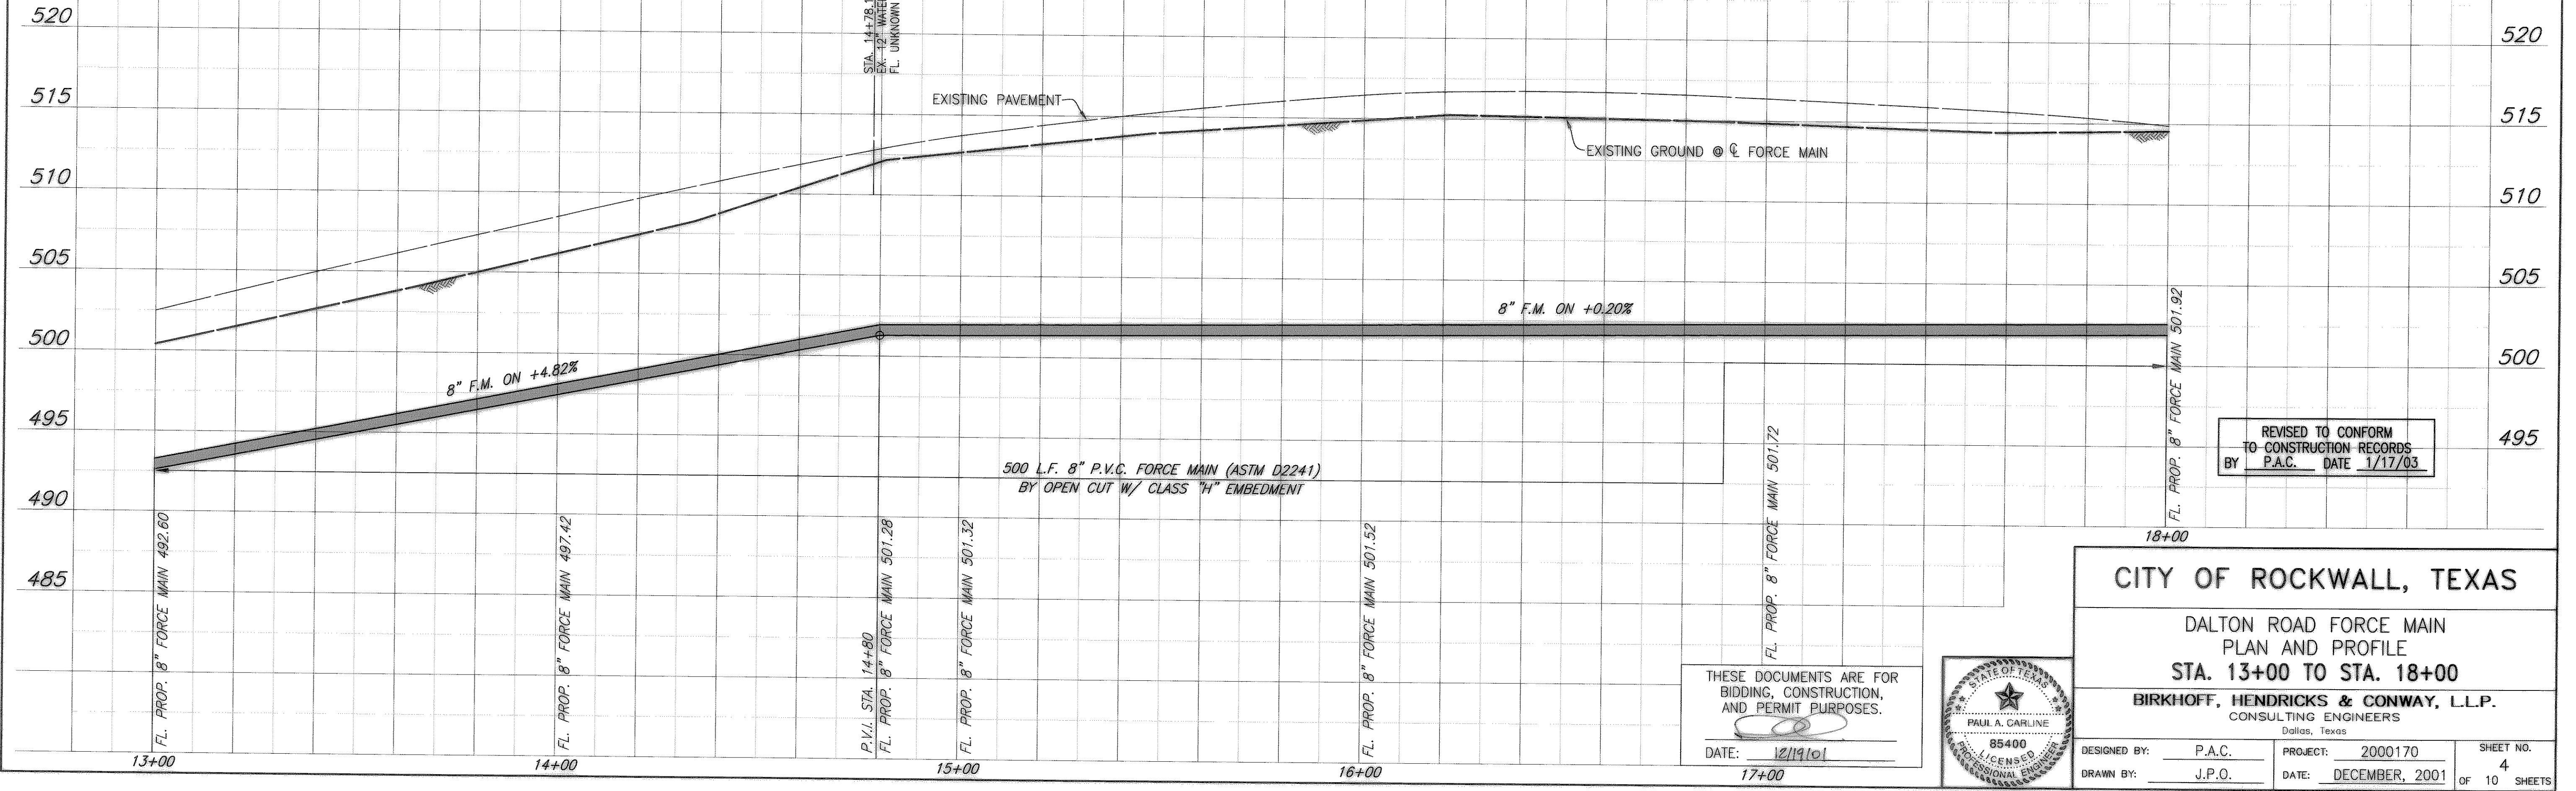 520
515
510
505
500
495
490
485
STA. 14+78.1
EX. 12" WATER
FL. UNKNOWN
EXISTING PAVEMENT
EXISTING GROUND @ ℄ FORCE MAIN
520
515
510
505
500
495
8" F.M. ON +4.82%
8" F.M. ON +0.20%
500 L.F. 8" P.V.C. FORCE MAIN (ASTM D2241)
BY OPEN CUT W/ CLASS "H" EMBEDMENT
FL. PROP. 8" FORCE MAIN 492.60
FL. PROP. 8" FORCE MAIN 497.42
P.V.I. STA. 14+80
FL. PROP. 8" FORCE MAIN 501.28
FL. PROP. 8" FORCE MAIN 501.32
FL. PROP. 8" FORCE MAIN 501.52
FL. PROP. 8" FORCE MAIN 501.72
FL. PROP. 8" FORCE MAIN 501.92
13+00
14+00
15+00
16+00
17+00
18+00
REVISED TO CONFORM
TO CONSTRUCTION RECORDS
BY P.A.C. DATE 1/17/03
THESE DOCUMENTS ARE FOR
BIDDING, CONSTRUCTION,
AND PERMIT PURPOSES.
DATE: 12/19/01
STATE OF TEXAS
PAUL A. CARLINE
85400
LICENSED
PROFESSIONAL ENGINEER
CITY OF ROCKWALL, TEXAS
DALTON ROAD FORCE MAIN
PLAN AND PROFILE
STA. 13+00 TO STA. 18+00
BIRKHOFF, HENDRICKS & CONWAY, L.L.P.
CONSULTING ENGINEERS
Dallas, Texas
DESIGNED BY: P.A.C. PROJECT: 2000170
DRAWN BY: J.P.O. DATE: DECEMBER, 2001
SHEET NO.
4
OF 10 SHEETS